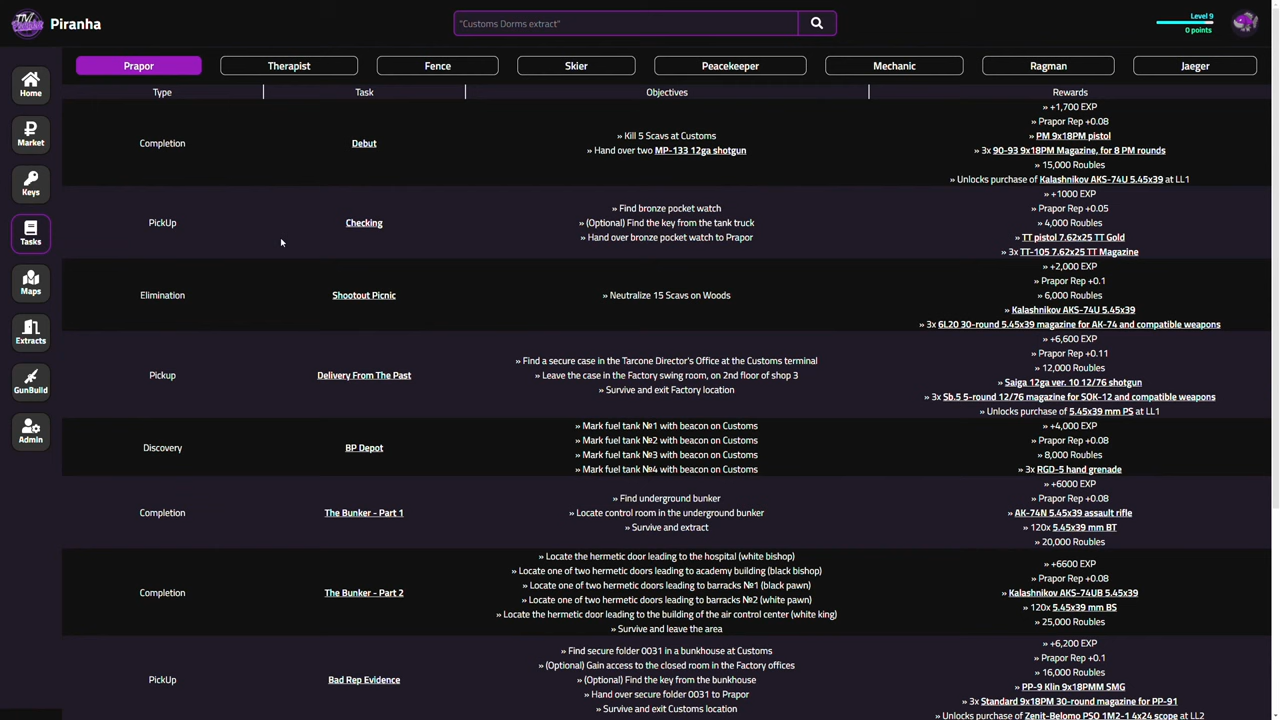 Piranha
"Customs Dorms extract"
Level 9
0 points
Home
Market
Keys
Tasks
Maps
Extracts
GunBuild
Admin
Prapor
Therapist
Fence
Skier
Peacekeeper
Mechanic
Ragman
Jaeger
Type
Task
Objectives
Rewards
Completion
Debut
» Kill 5 Scavs at Customs
» Hand over two MP-133 12ga shotgun
» +1,700 EXP
» Prapor Rep +0.08
» PM 9x18PM pistol
» 3x 90-93 9x18PM Magazine, for 8 PM rounds
» 15,000 Roubles
» Unlocks purchase of Kalashnikov AKS-74U 5.45x39 at LL1
PickUp
Checking
» Find bronze pocket watch
» (Optional) Find the key from the tank truck
» Hand over bronze pocket watch to Prapor
» +1000 EXP
» Prapor Rep +0.05
» 4,000 Roubles
» TT pistol 7.62x25 TT Gold
» 3x TT-105 7.62x25 TT Magazine
Elimination
Shootout Picnic
» Neutralize 15 Scavs on Woods
» +2,000 EXP
» Prapor Rep +0.1
» 6,000 Roubles
» Kalashnikov AKS-74U 5.45x39
» 3x 6L20 30-round 5.45x39 magazine for AK-74 and compatible weapons
Pickup
Delivery From The Past
» Find a secure case in the Tarcone Director's Office at the Customs terminal
» Leave the case in the Factory swing room, on 2nd floor of shop 3
» Survive and exit Factory location
» +6,600 EXP
» Prapor Rep +0.11
» 12,000 Roubles
» Saiga 12ga ver. 10 12/76 shotgun
» 3x Sb.5 5-round 12/76 magazine for SOK-12 and compatible weapons
» Unlocks purchase of 5.45x39 mm PS at LL1
Discovery
BP Depot
» Mark fuel tank №1 with beacon on Customs
» Mark fuel tank №2 with beacon on Customs
» Mark fuel tank №3 with beacon on Customs
» Mark fuel tank №4 with beacon on Customs
» +4,000 EXP
» Prapor Rep +0.08
» 8,000 Roubles
» 3x RGD-5 hand grenade
Completion
The Bunker - Part 1
» Find underground bunker
» Locate control room in the underground bunker
» Survive and extract
» +6000 EXP
» Prapor Rep +0.08
» AK-74N 5.45x39 assault rifle
» 120x 5.45x39 mm BT
» 20,000 Roubles
Completion
The Bunker - Part 2
» Locate the hermetic door leading to the hospital (white bishop)
» Locate one of two hermetic doors leading to academy building (black bishop)
» Locate one of two hermetic doors leading to barracks №1 (black pawn)
» Locate one of two hermetic doors leading to barracks №2 (white pawn)
» Locate the hermetic door leading to the building of the air control center (white king)
» Survive and leave the area
» +6600 EXP
» Prapor Rep +0.08
» Kalashnikov AKS-74UB 5.45x39
» 120x 5.45x39 mm BS
» 25,000 Roubles
PickUp
Bad Rep Evidence
» Find secure folder 0031 in a bunkhouse at Customs
» (Optional) Gain access to the closed room in the Factory offices
» (Optional) Find the key from the bunkhouse
» Hand over secure folder 0031 to Prapor
» Survive and exit Customs location
» +6,200 EXP
» Prapor Rep +0.1
» 16,000 Roubles
» PP-9 Klin 9x18PMM SMG
» 3x Standard 9x18PM 30-round magazine for PP-91
» Unlocks purchase of Zenit-Belomo PSO 1M2-1 4x24 scope at LL2